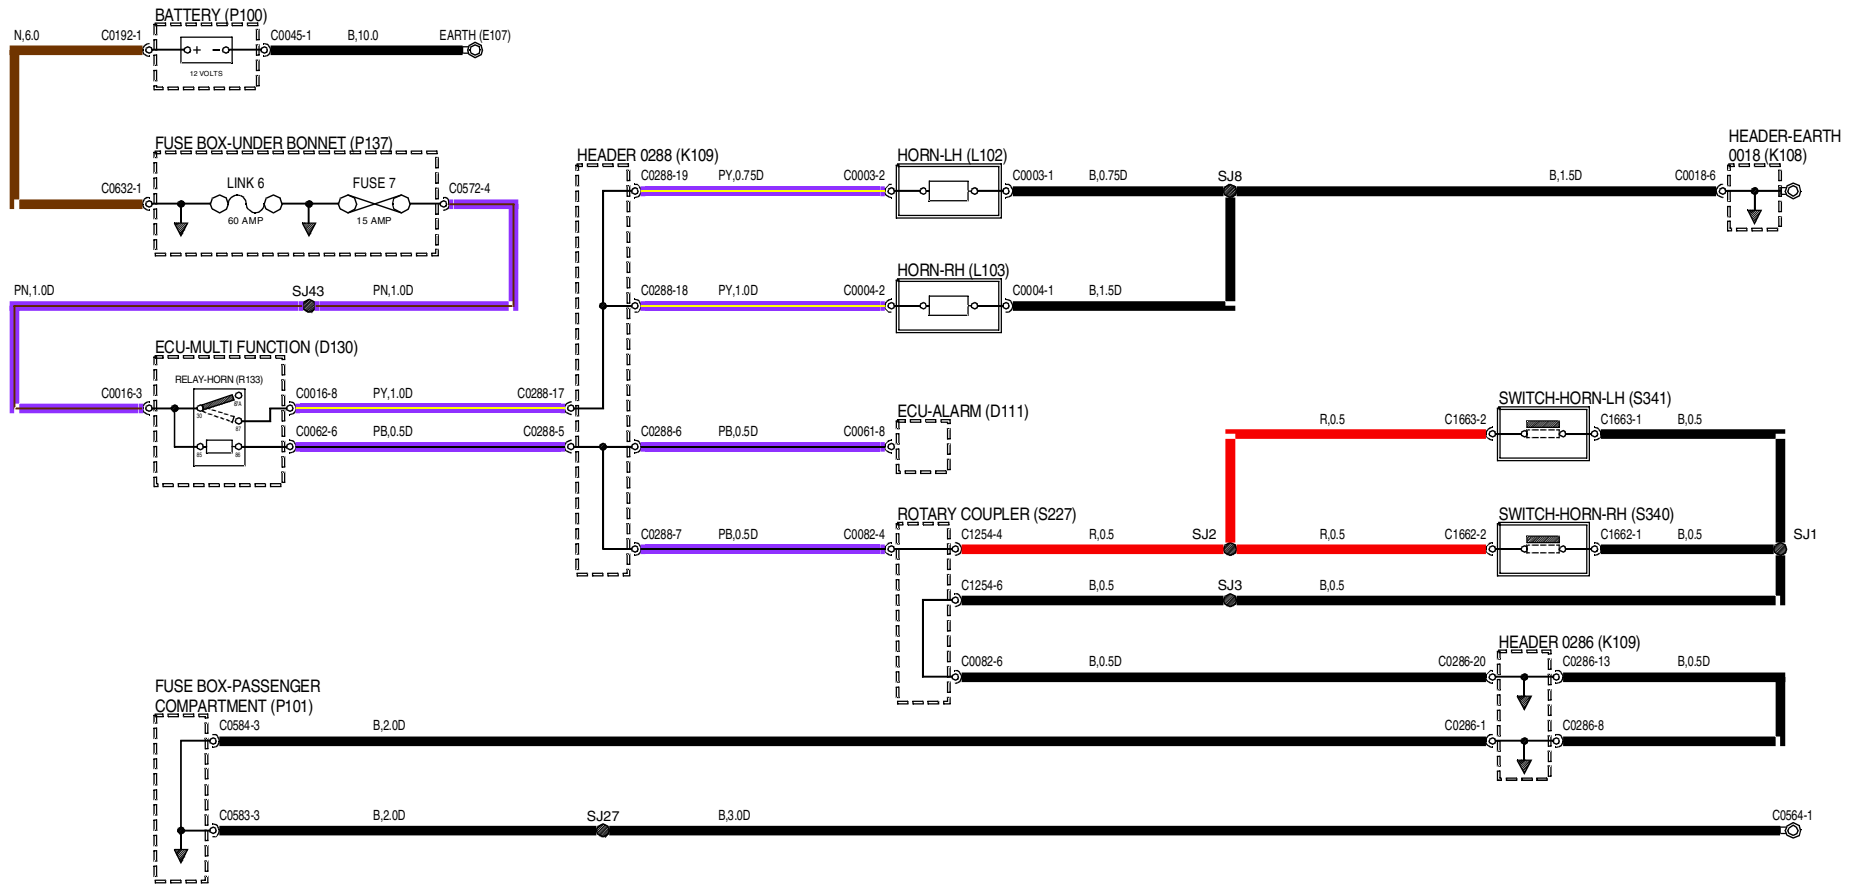 BATTERY (P100)
N,6.0
C0192-1
C0045-1
B,10.0
EARTH (E107)
+ −
12 VOLTS
FUSE BOX-UNDER BONNET (P137)
C0632-1
LINK 6
60 AMP
FUSE 7
15 AMP
C0572-4
PN,1.0D
SJ43
PN,1.0D
ECU-MULTI FUNCTION (D130)
RELAY-HORN (R133)
C0016-3
30
87A
87
85
86
C0016-8
PY,1.0D
C0288-17
C0062-6
PB,0.5D
C0288-5
HEADER 0288 (K109)
C0288-19
PY,0.75D
C0003-2
HORN-LH (L102)
C0003-1
B,0.75D
SJ8
B,1.5D
C0018-6
HEADER-EARTH
0018 (K108)
C0288-18
PY,1.0D
C0004-2
HORN-RH (L103)
C0004-1
B,1.5D
C0288-6
PB,0.5D
C0061-8
ECU-ALARM (D111)
C0288-7
PB,0.5D
C0082-4
ROTARY COUPLER (S227)
C1254-4
R,0.5
SJ2
R,0.5
C1663-2
SWITCH-HORN-LH (S341)
C1663-1
B,0.5
R,0.5
C1662-2
SWITCH-HORN-RH (S340)
C1662-1
B,0.5
SJ1
C1254-6
B,0.5
SJ3
B,0.5
C0082-6
B,0.5D
C0286-20
HEADER 0286 (K109)
C0286-13
B,0.5D
FUSE BOX-PASSENGER
COMPARTMENT (P101)
C0584-3
B,2.0D
C0286-1
C0286-8
C0583-3
B,2.0D
SJ27
B,3.0D
C0564-1